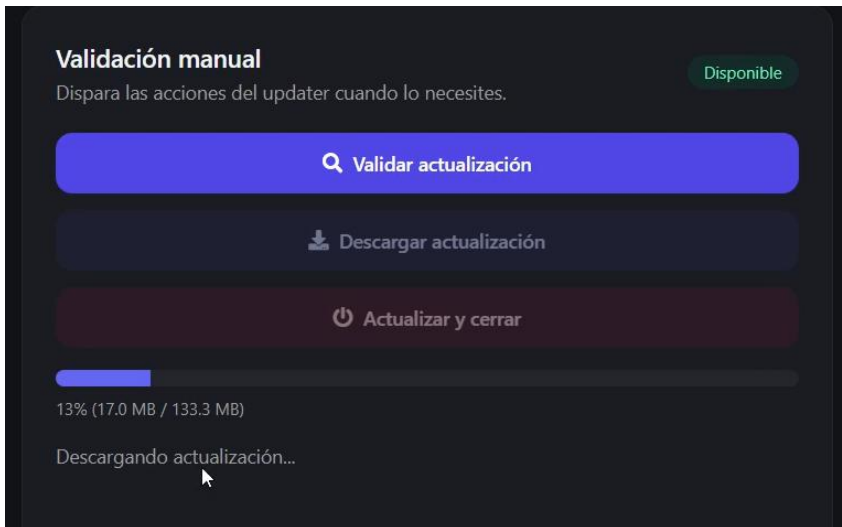 Validación manual
Disponible
Dispara las acciones del updater cuando lo necesites.
Validar actualización
Descargar actualización
Actualizar y cerrar
13% (17.0 MB / 133.3 MB)
Descargando actualización...